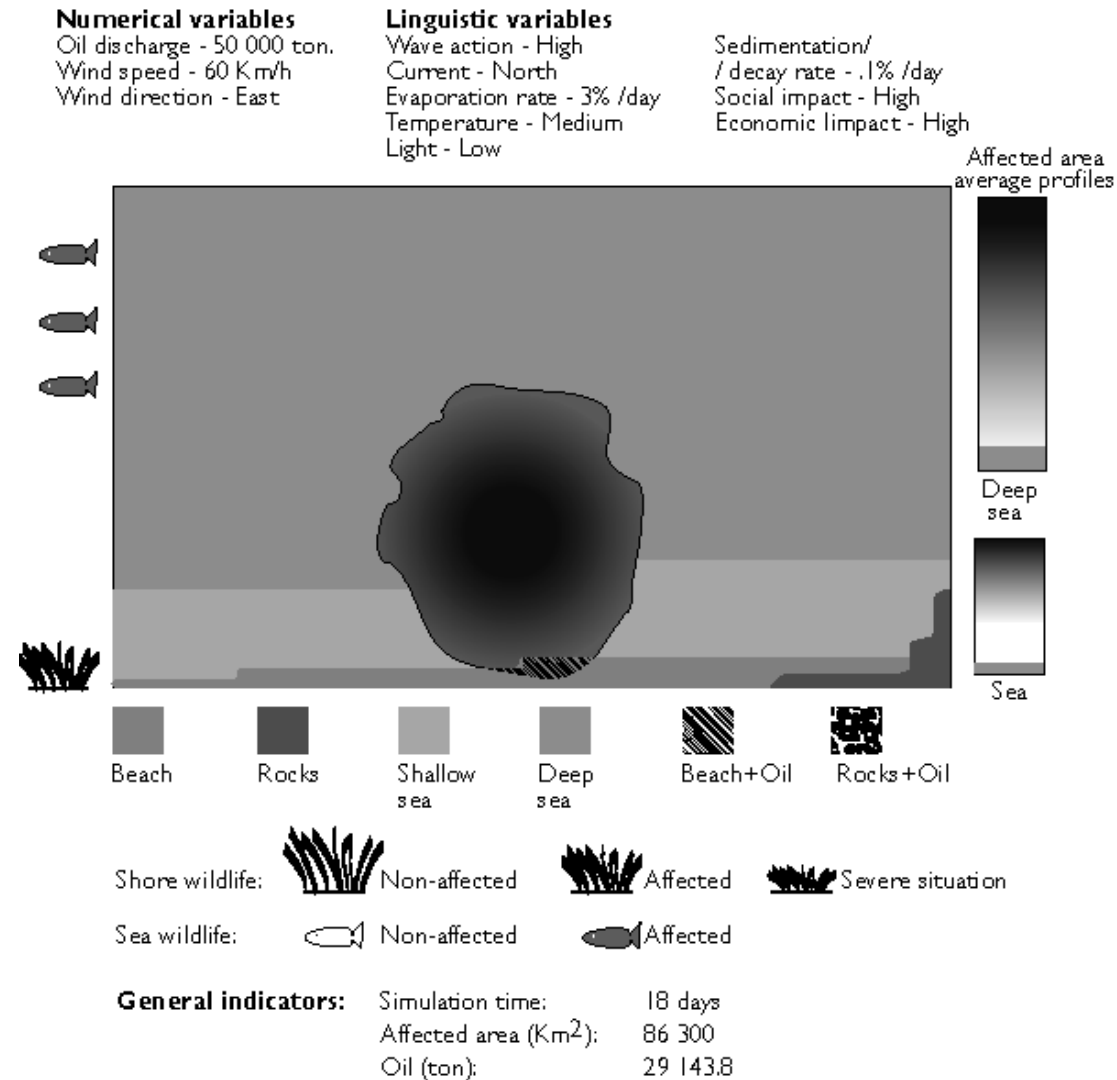 Numerical variables
Oil discharge - 50 000 ton.
Wind speed - 60 Km/h
Wind direction - East
Linguistic variables
Wave action - High
Current - North
Evaporation rate - 3% /day
Temperature - Medium
Light - Low
Sedimentation/
/ decay rate - .1% /day
Social impact - High
Economic Iimpact - High
Affected area
average profiles
Deep
sea
Sea
Beach
Rocks
Shallow
sea
Deep
sea
Beach+Oil
Rocks+Oil
Shore wildlife: Non-affected Affected Severe situation
Sea wildlife: Non-affected Affected
General indicators: Simulation time: 18 days
Affected area (Km2): 86 300
Oil (ton): 29 143.8